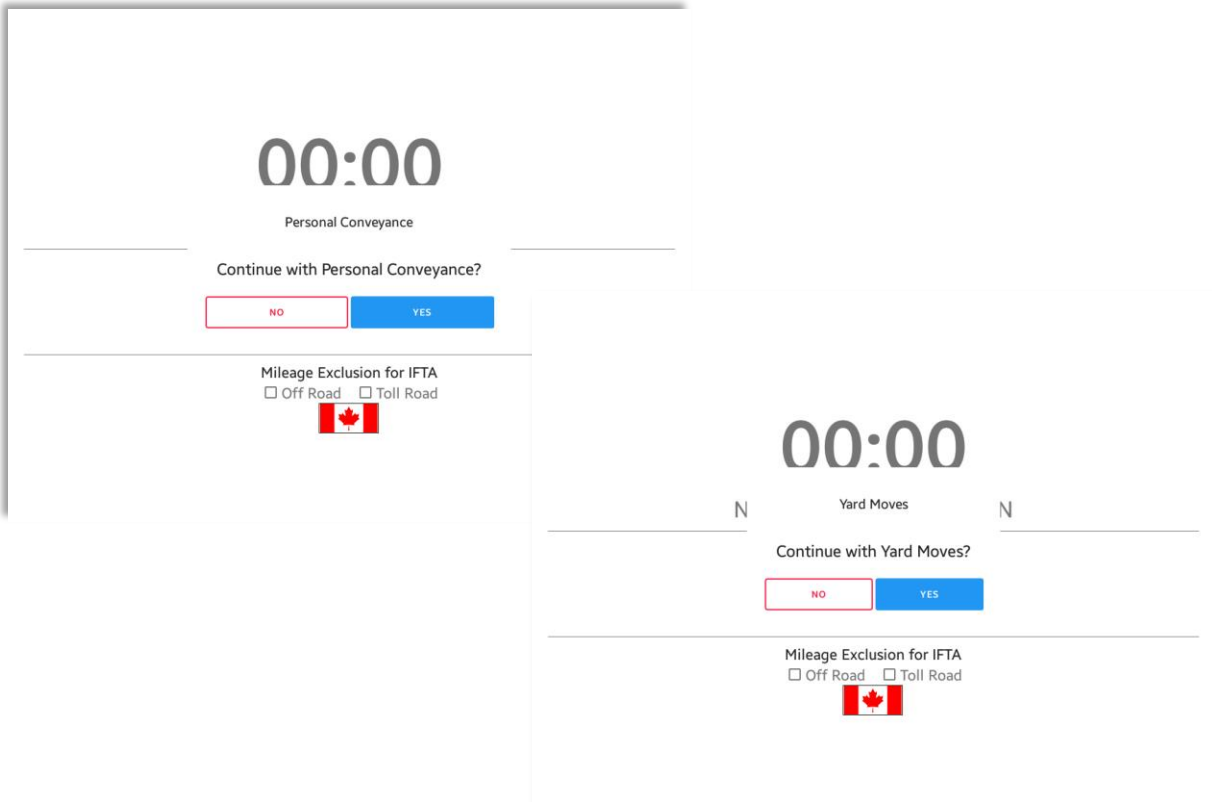 00:00
Personal Conveyance
Continue with Personal Conveyance?
NO YES
Mileage Exclusion for IFTA
Off Road Toll Road
00:00
N Yard Moves N
Continue with Yard Moves?
NO YES
Mileage Exclusion for IFTA
Off Road Toll Road